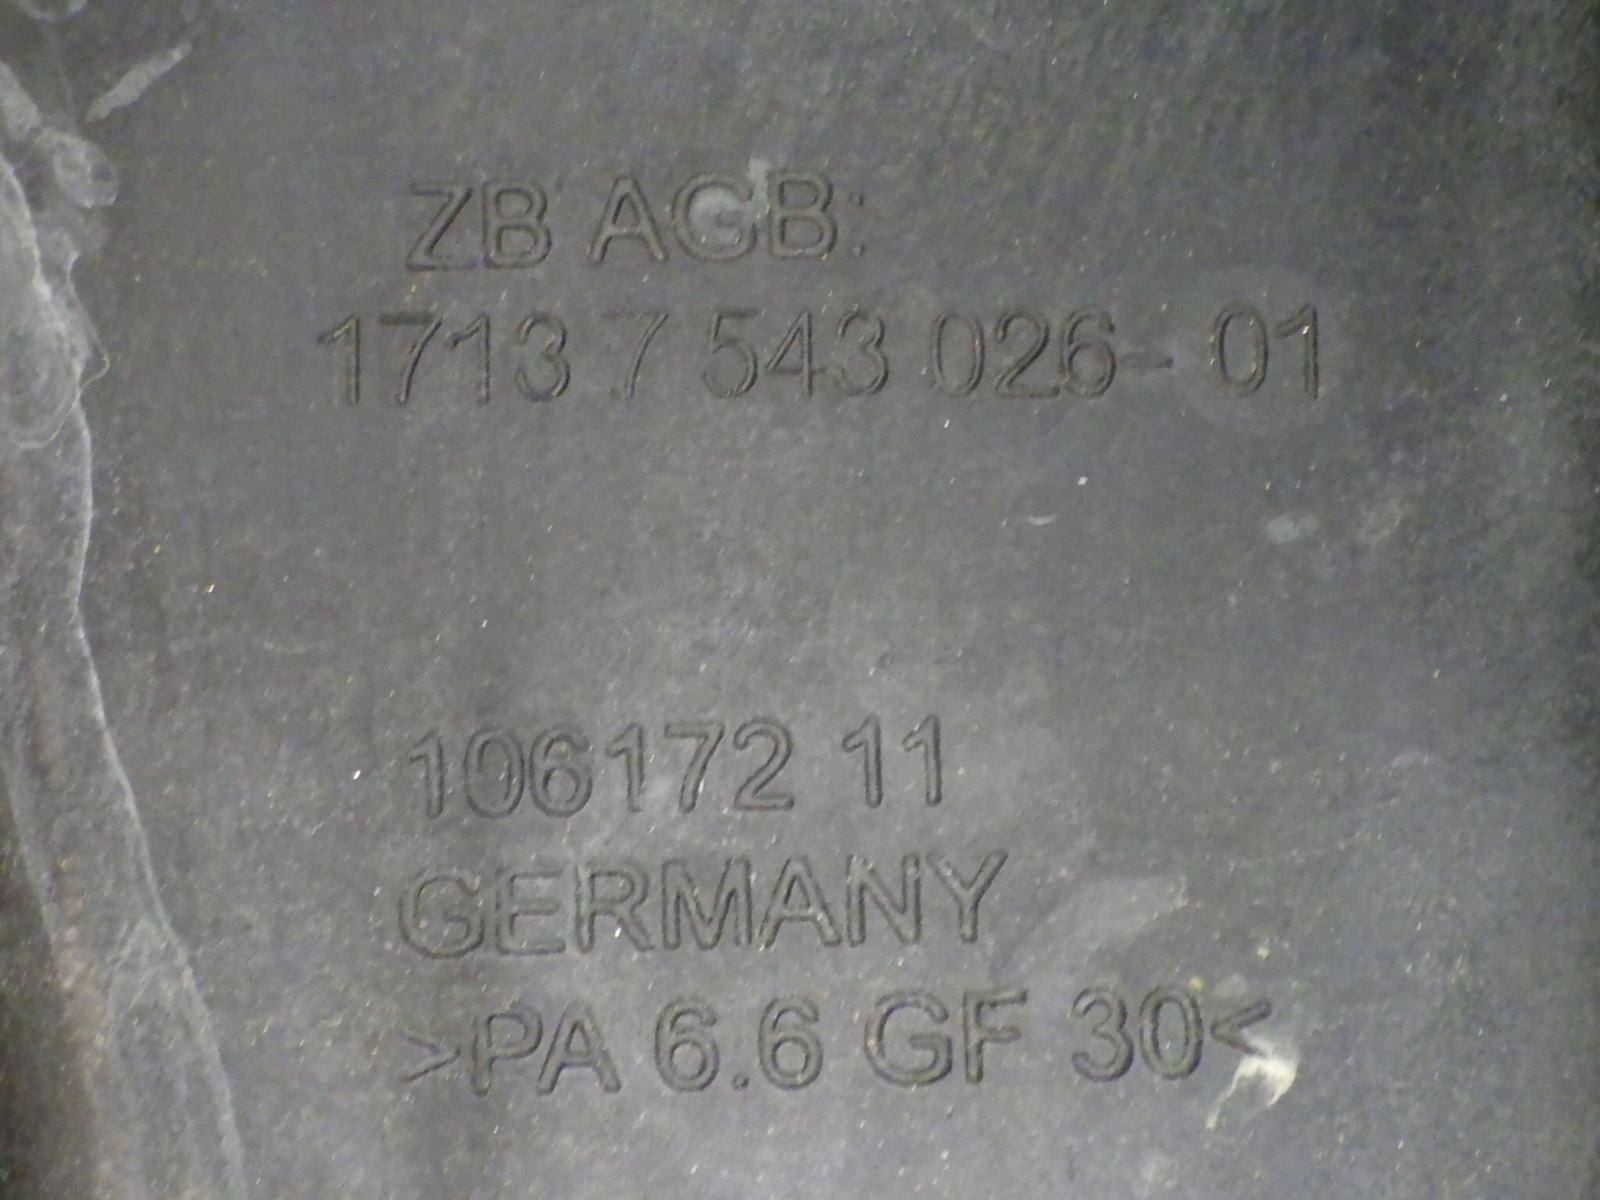 ZB AGB:
1713 7 543 026-01
106172 11
GERMANY
>PA 6.6 GF 30<